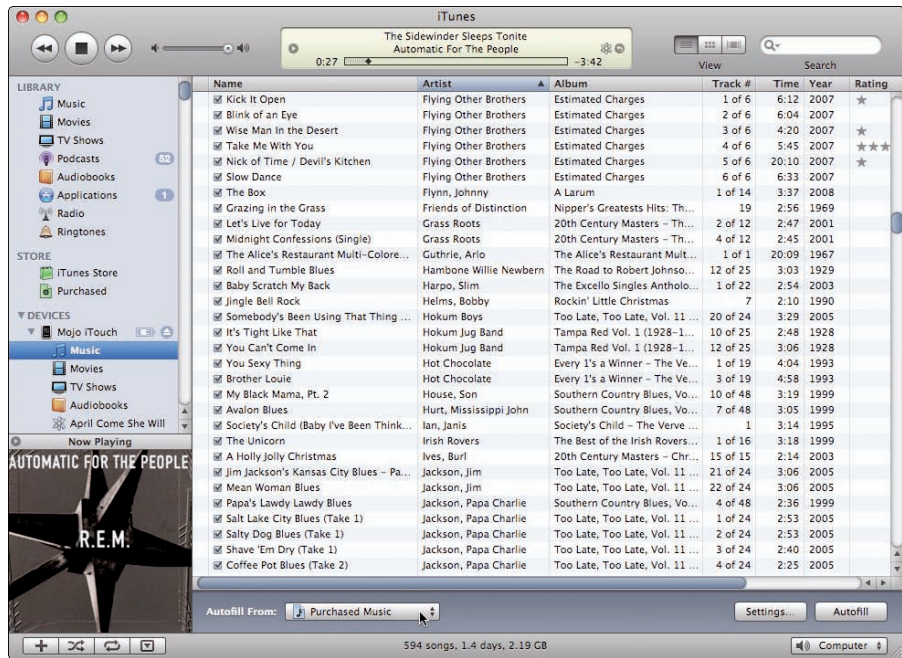 iTunes
The Sidewinder Sleeps Tonite
Automatic For The People
0:27 -3:42
View Search
LIBRARY
Music
Movies
TV Shows
Podcasts 52
Audiobooks
Applications 1
Radio
Ringtones
STORE
iTunes Store
Purchased
DEVICES
Mojo iTouch
Music
Movies
TV Shows
Audiobooks
April Come She Will
Now Playing
AUTOMATIC FOR THE PEOPLE
R.E.M.
Name Artist Album Track # Time Year Rating
Kick It Open Flying Other Brothers Estimated Charges 1 of 6 6:12 2007 ★
Blink of an Eye Flying Other Brothers Estimated Charges 2 of 6 6:04 2007
Wise Man In the Desert Flying Other Brothers Estimated Charges 3 of 6 4:20 2007 ★
Take Me With You Flying Other Brothers Estimated Charges 4 of 6 5:45 2007 ★★★
Nick of Time / Devil's Kitchen Flying Other Brothers Estimated Charges 5 of 6 20:10 2007 ★
Slow Dance Flying Other Brothers Estimated Charges 6 of 6 6:33 2007
The Box Flynn, Johnny A Larum 1 of 14 3:37 2008
Grazing in the Grass Friends of Distinction Nipper's Greatests Hits: Th... 19 2:56 1969
Let's Live for Today Grass Roots 20th Century Masters – Th... 2 of 12 2:47 2001
Midnight Confessions (Single) Grass Roots 20th Century Masters – Th... 4 of 12 2:45 2001
The Alice's Restaurant Multi-Colore... Guthrie, Arlo The Alice's Restaurant Mult... 1 of 1 20:09 1967
Roll and Tumble Blues Hambone Willie Newbern The Road to Robert Johnso... 12 of 25 3:03 1929
Baby Scratch My Back Harpo, Slim The Excello Singles Antholo... 1 of 22 2:54 2003
Jingle Bell Rock Helms, Bobby Rockin' Little Christmas 7 2:10 1990
Somebody's Been Using That Thing ... Hokum Boys Too Late, Too Late, Vol. 11 ... 20 of 24 3:29 2005
It's Tight Like That Hokum Jug Band Tampa Red Vol. 1 (1928-1... 10 of 25 2:48 1928
You Can't Come In Hokum Jug Band Tampa Red Vol. 1 (1928-1... 12 of 25 3:06 1928
You Sexy Thing Hot Chocolate Every 1's a Winner – The Ve... 1 of 19 4:04 1993
Brother Louie Hot Chocolate Every 1's a Winner – The Ve... 3 of 19 4:58 1993
My Black Mama, Pt. 2 House, Son Southern Country Blues, Vo... 10 of 48 3:19 1999
Avalon Blues Hurt, Mississippi John Southern Country Blues, Vo... 7 of 48 3:05 1999
Society's Child (Baby I've Been Think... Ian, Janis Society's Child – The Verve ... 1 3:14 1995
The Unicorn Irish Rovers The Best of the Irish Rovers... 1 of 16 3:18 1999
A Holly Jolly Christmas Ives, Burl 20th Century Masters – Chr... 15 of 15 2:14 2003
Jim Jackson's Kansas City Blues – Pa... Jackson, Jim Too Late, Too Late, Vol. 11 ... 21 of 24 3:06 2005
Mean Woman Blues Jackson, Jim Too Late, Too Late, Vol. 11 ... 22 of 24 3:06 2005
Papa's Lawdy Lawdy Blues Jackson, Papa Charlie Southern Country Blues, Vo... 4 of 48 2:36 1999
Salt Lake City Blues (Take 1) Jackson, Papa Charlie Too Late, Too Late, Vol. 11 ... 1 of 24 2:53 2005
Salty Dog Blues (Take 1) Jackson, Papa Charlie Too Late, Too Late, Vol. 11 ... 2 of 24 2:53 2005
Shave 'Em Dry (Take 1) Jackson, Papa Charlie Too Late, Too Late, Vol. 11 ... 3 of 24 2:40 2005
Coffee Pot Blues (Take 2) Jackson, Papa Charlie Too Late, Too Late, Vol. 11 ... 4 of 24 2:25 2005
Autofill From: Purchased Music Settings... Autofill
594 songs, 1.4 days, 2.19 GB Computer